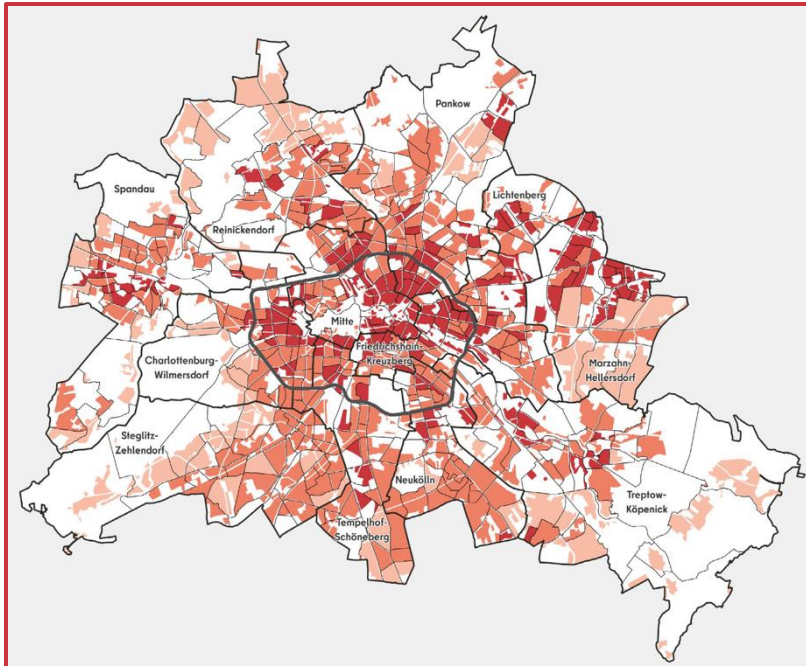 Pankow
Spandau
Lichtenberg
Reinickendorf
Mitte
Friedrichshain-
Kreuzberg
Charlottenburg-
Wilmersdorf
Marzahn-
Hellersdorf
Steglitz-
Zehlendorf
Neukölln
Treptow-
Köpenick
Tempelhof-
Schöneberg